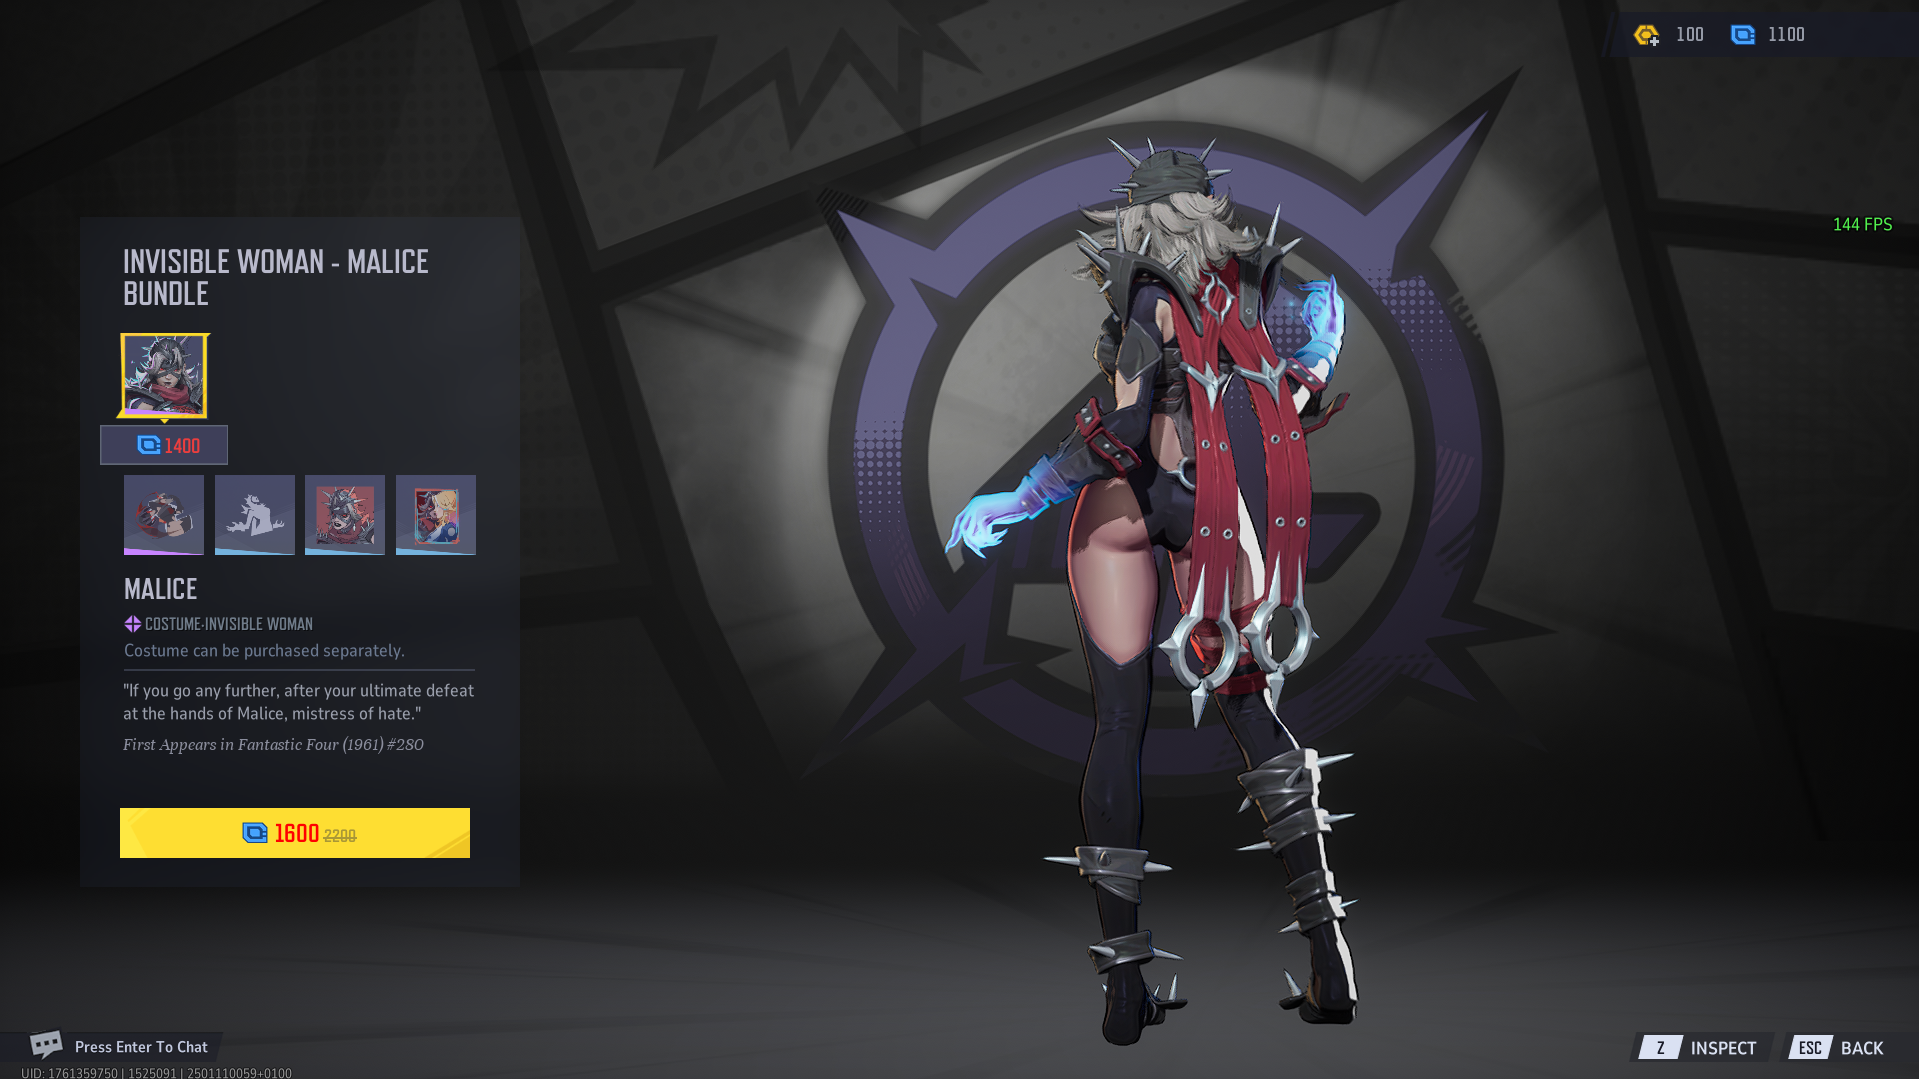 100
1100
144 FPS
INVISIBLE WOMAN - MALICE
BUNDLE
1400
MALICE
COSTUME-INVISIBLE WOMAN
Costume can be purchased separately.
"If you go any further, after your ultimate defeat
at the hands of Malice, mistress of hate."
First Appears in Fantastic Four (1961) #280
1600 2200
Press Enter To Chat
Z INSPECT
ESC BACK
UID: 1761359750 | 1525091 | 2501110059+0100